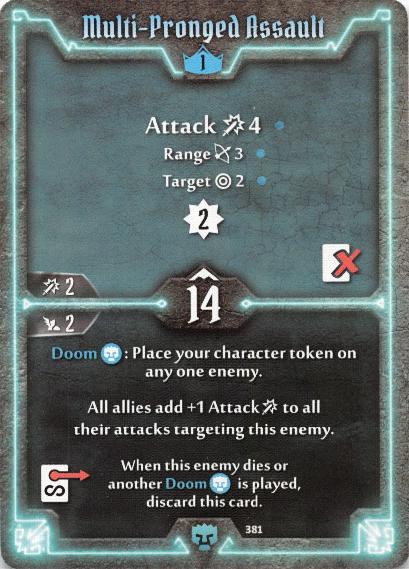 Multi-Pronged Assault
1
Attack 4
Range 3
Target 2
2
2
14
2
Doom : Place your character token on
any one enemy.
All allies add +1 Attack to all
their attacks targeting this enemy.
When this enemy dies or
another Doom is played,
discard this card.
S
381